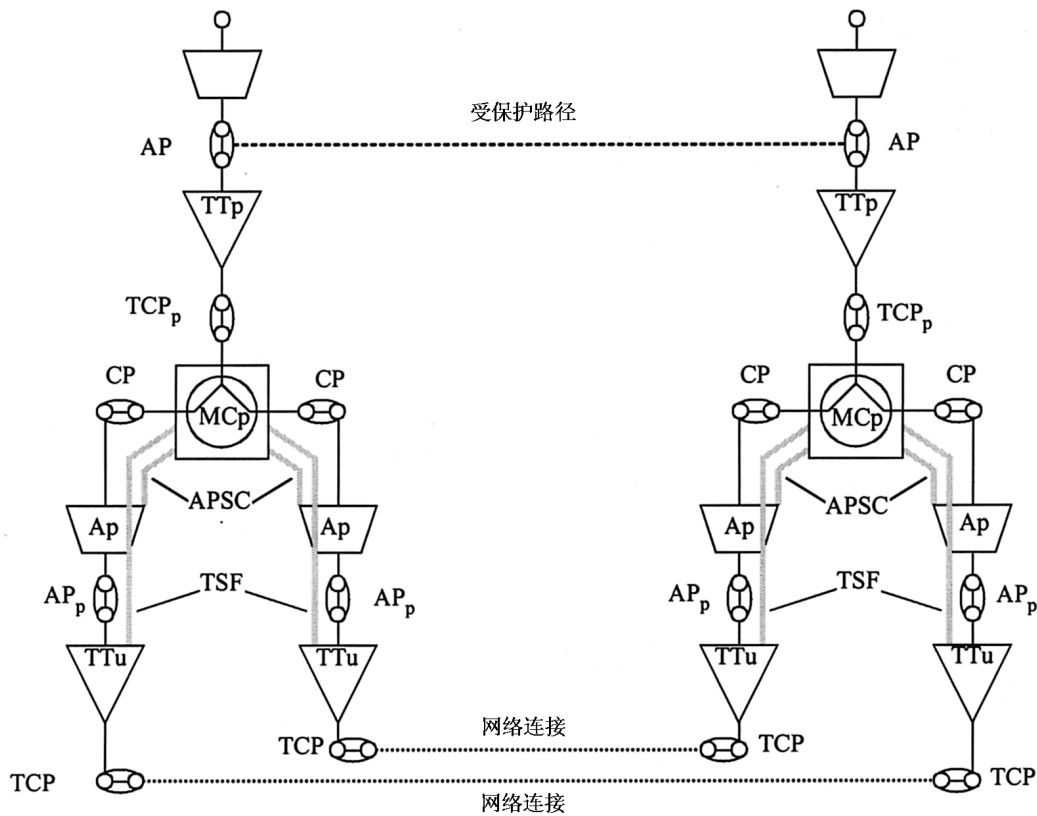 受保护路径
AP
AP
TTp
TTp
TCPp
TCPp
CP
CP
CP
CP
MCp
MCp
APSC
APSC
Ap
Ap
Ap
Ap
TSF
TSF
APp
APp
APp
APp
TTu
TTu
TTu
TTu
网络连接
TCP
TCP
TCP
TCP
网络连接